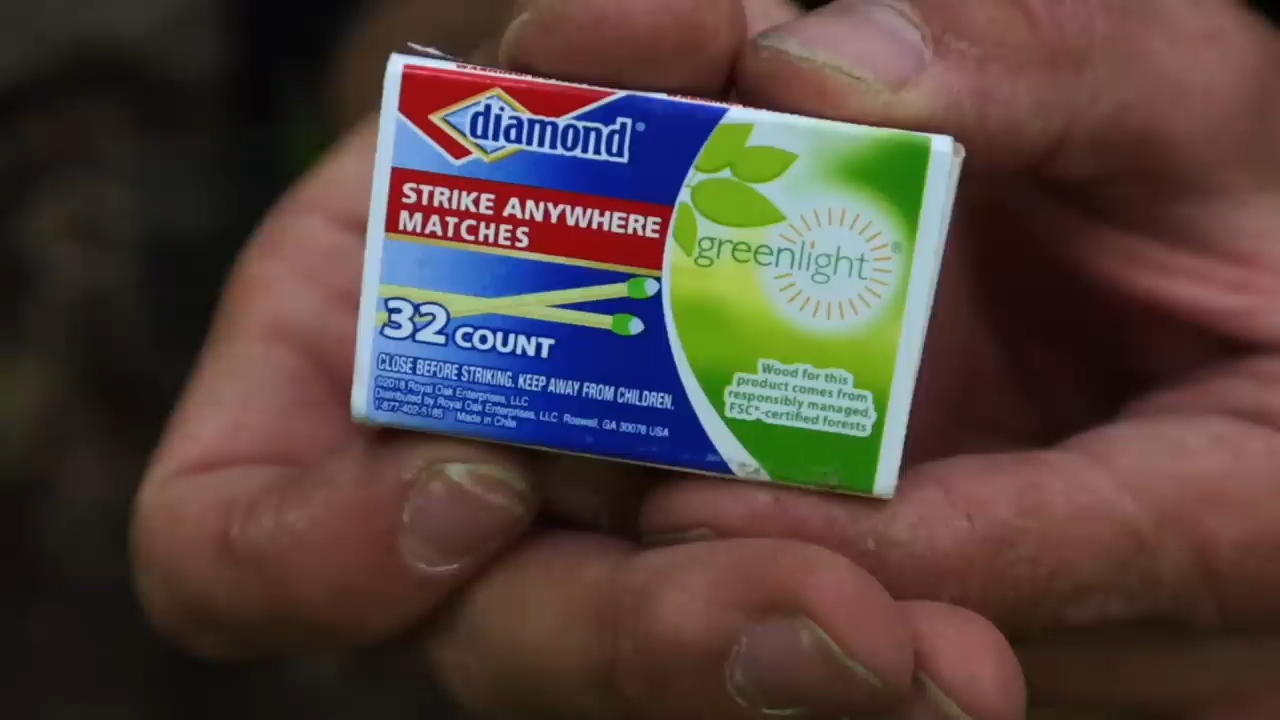 diamond®
STRIKE ANYWHERE
MATCHES
32 COUNT
CLOSE BEFORE STRIKING. KEEP AWAY FROM CHILDREN.
©2018 Royal Oak Enterprises, LLC
Distributed by Royal Oak Enterprises, LLC Roswell, GA 30076 USA
1-877-402-5185 Made in Chile
greenlight®
Wood for this
product comes from
responsibly managed,
FSC®-certified forests